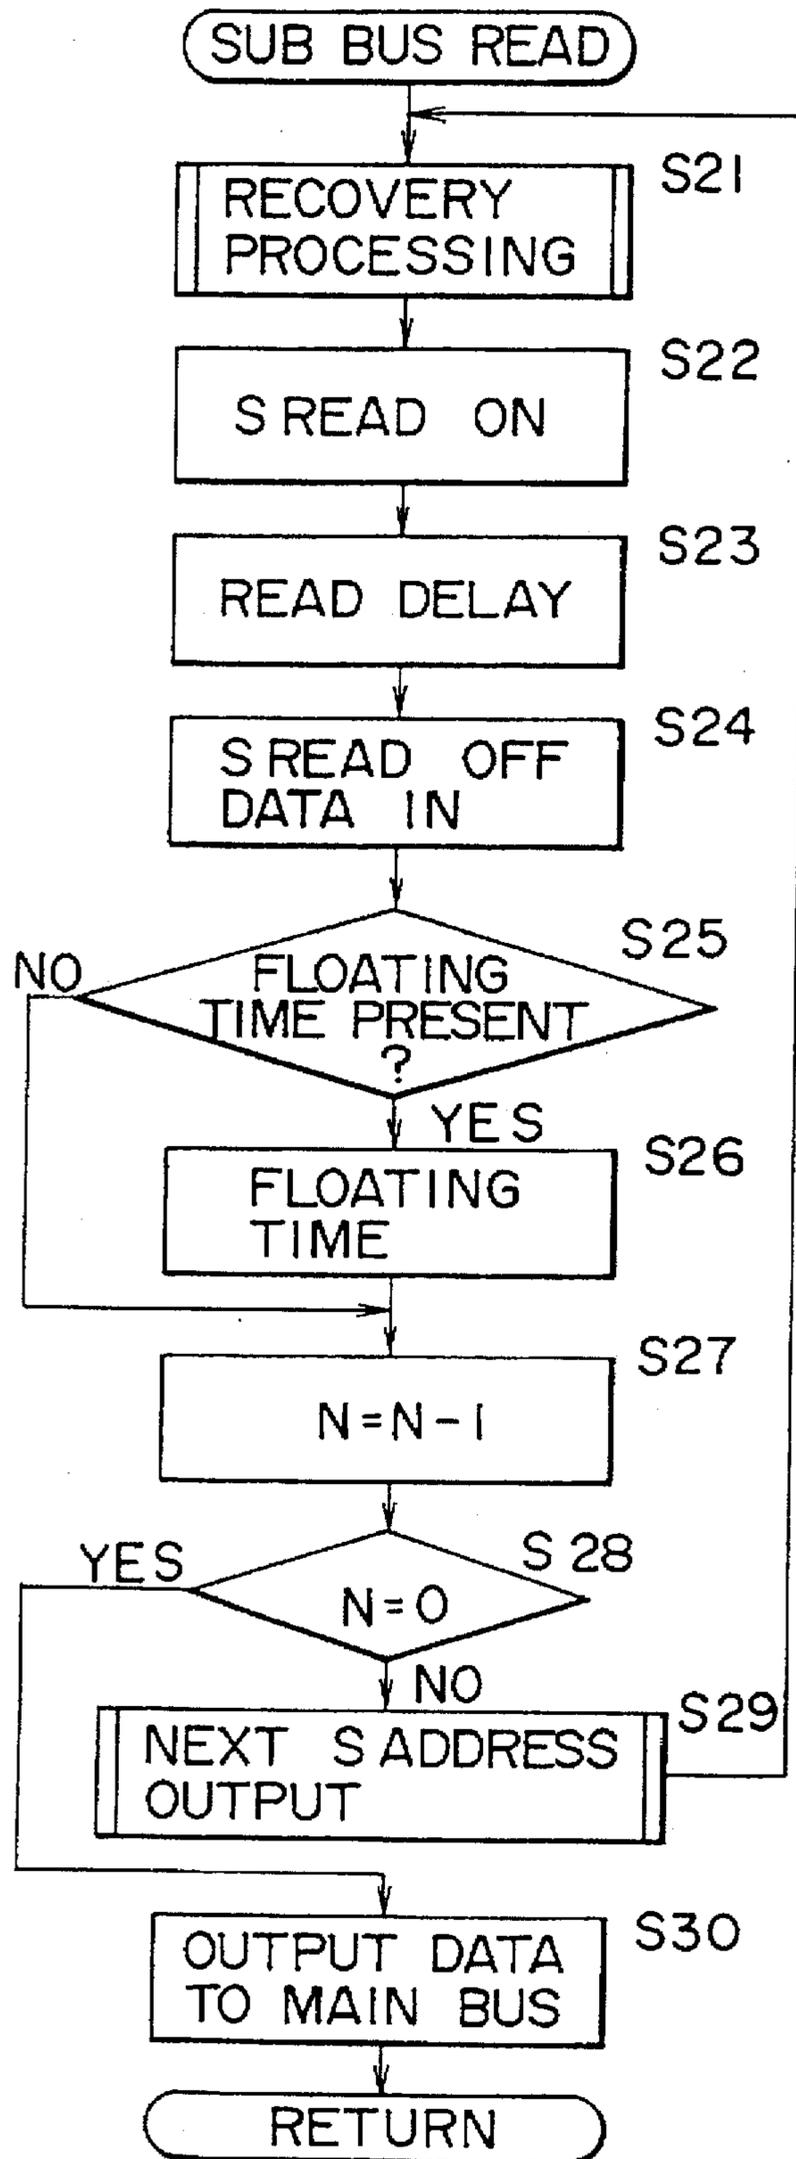 SUB BUS READ
S21
RECOVERY
PROCESSING
S22
S READ ON
S23
READ DELAY
S24
S READ OFF
DATA IN
S25
NO
FLOATING
TIME PRESENT
?
YES
S26
FLOATING
TIME
S27
N=N-1
YES
S28
N=0
NO
S29
NEXT S ADDRESS
OUTPUT
S30
OUTPUT DATA
TO MAIN BUS
RETURN